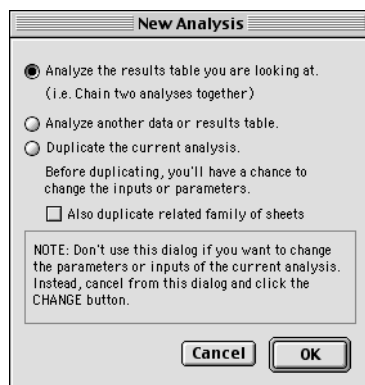 New Analysis
Analyze the results table you are looking at.
(i.e. Chain two analyses together)
Analyze another data or results table.
Duplicate the current analysis.
Before duplicating, you'll have a chance to
change the inputs or parameters.
Also duplicate related family of sheets
NOTE: Don't use this dialog if you want to change
the parameters or inputs of the current analysis.
Instead, cancel from this dialog and click the
CHANGE button.
Cancel OK